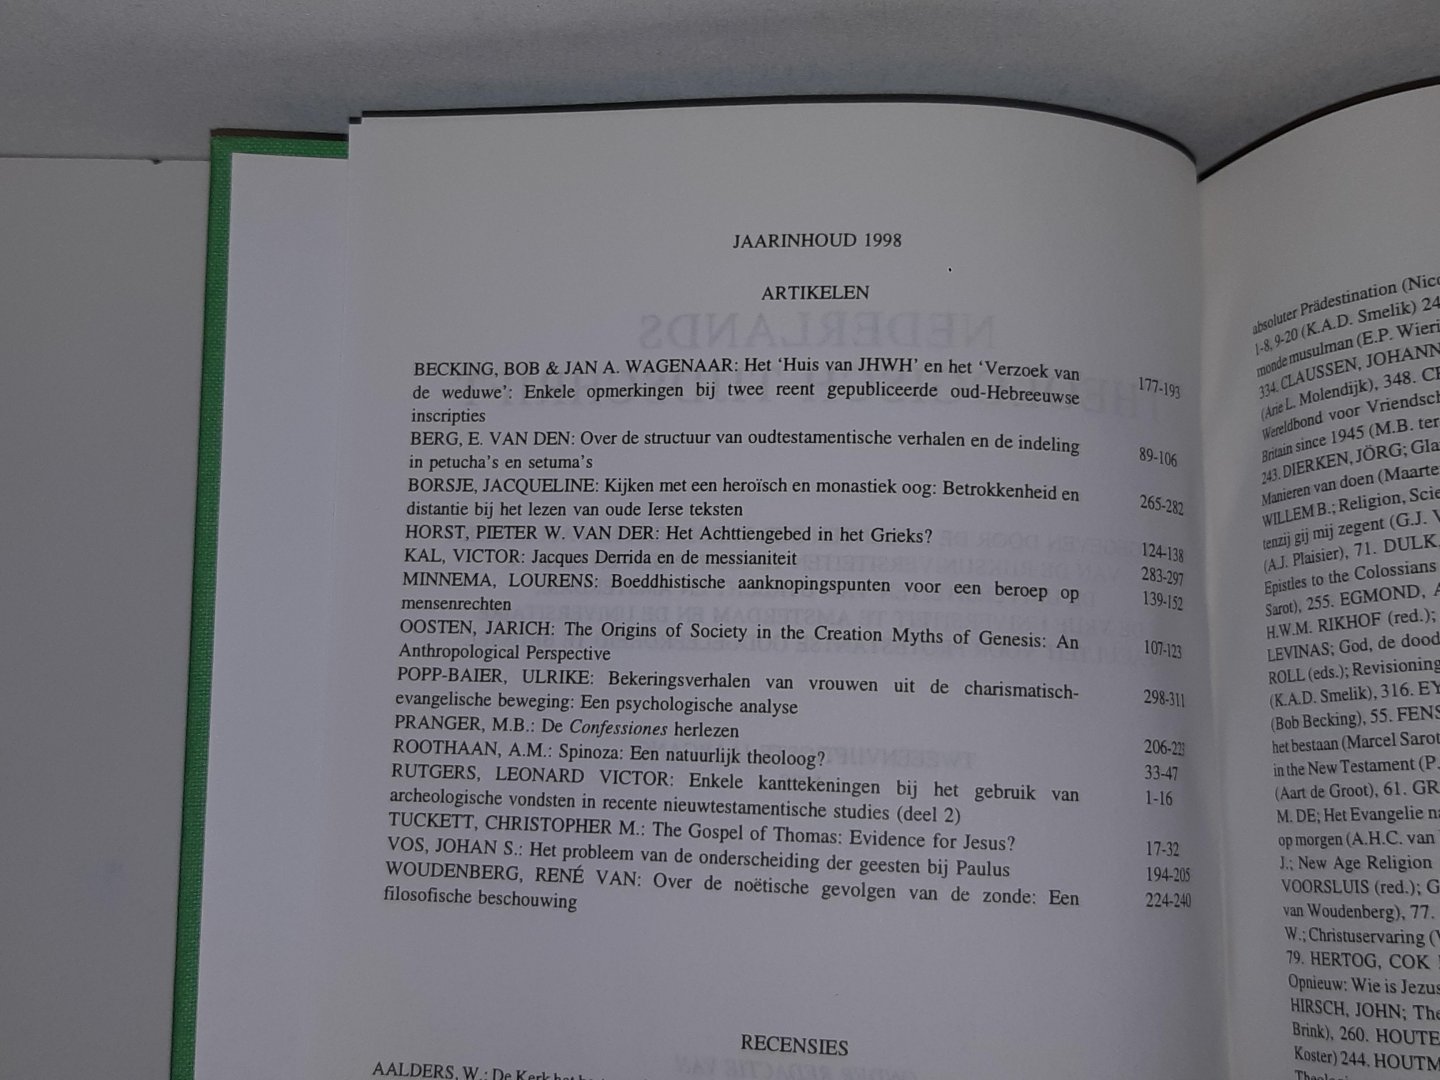 JAARINHOUD 1998
ARTIKELEN
BECKING, BOB & JAN A. WAGENAAR: Het ‘Huis van JHWH’ en het ‘Verzoek van
de weduwe’: Enkele opmerkingen bij twee reent gepubliceerde oud-Hebreeuwse 177-193
inscripties
BERG, E. VAN DEN: Over de structuur van oudtestamentische verhalen en de indeling
in petucha's en setuma's 89-106
BORSJE, JACQUELINE: Kijken met een heroïsch en monastiek oog: Betrokkenheid en
distantie bij het lezen van oude Ierse teksten 265-282
HORST, PIETER W. VAN DER: Het Achttiengebed in het Grieks? 124-138
KAL, VICTOR: Jacques Derrida en de messianiteit 283-297
MINNEMA, LOURENS: Boeddhistische aanknopingspunten voor een beroep op 139-152
mensenrechten
OOSTEN, JARICH: The Origins of Society in the Creation Myths of Genesis: An
Anthropological Perspective 107-123
POPP-BAIER, ULRIKE: Bekeringsverhalen van vrouwen uit de charismatisch-
evangelische beweging: Een psychologische analyse 298-311
PRANGER, M.B.: De Confessiones herlezen 206-223
ROOTHAAN, A.M.: Spinoza: Een natuurlijk theoloog? 33-47
RUTGERS, LEONARD VICTOR: Enkele kanttekeningen bij het gebruik van 1-16
archeologische vondsten in recente nieuwtestamentische studies (deel 2)
TUCKETT, CHRISTOPHER M.: The Gospel of Thomas: Evidence for Jesus? 17-32
VOS, JOHAN S.: Het probleem van de onderscheiding der geesten bij Paulus 194-205
WOUDENBERG, RENÉ VAN: Over de noëtische gevolgen van de zonde: Een 224-240
filosofische beschouwing
RECENSIES
AALDERS, W.: De Kerk het
absoluter Prädestination
1-8, 9-20 (K.A.D. Smelik)
monde musulman (E.P.
334. CLAUSSEN,
(Arie L. Molendijk), 348.
Wereldbond voor
Britain since 1945 (M.B. ter
243. DIERKEN, JÖRG;
Manieren van doen
WILLEM B.; Religion,
tenzij gij mij zegent (G.J.
(A.J. Plaisier), 71. DULK,
Epistles to the Colossians
Sarot), 255. EGMOND,
H.W.M. RIKHOF (red.);
LEVINAS; God, de dood
ROLL (eds.); Revisioning
(K.A.D. Smelik), 316.
(Bob Becking), 55.
het bestaan (Marcel
in the New Testament (P.
(Aart de Groot), 61.
M. DE; Het Evangelie
op morgen (A.H.C. van
J.; New Age Religion
VOORSLUIS (red.);
van Woudenberg), 77.
W.; Christuservaring
79. HERTOG, COK
Opnieuw: Wie is
HIRSCH, JOHN;
Brink), 260.
Koster) 244.